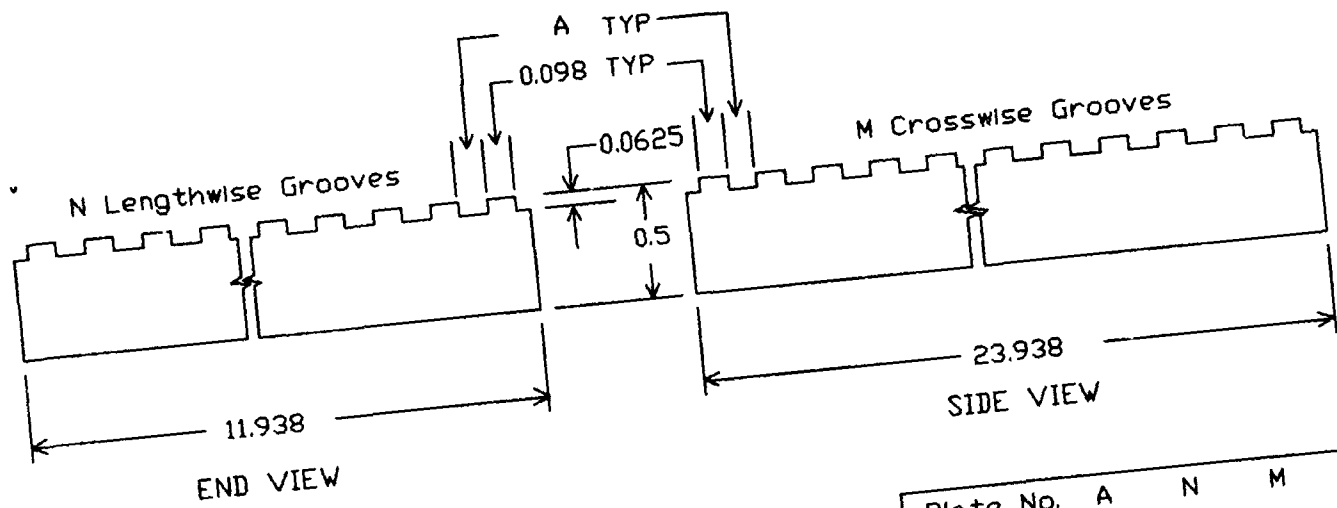 A TYP
0.098 TYP
0.0625
M Crosswise Grooves
N Lengthwise Grooves
0.5
23.938
SIDE VIEW
11.938
END VIEW
Plate No. A N M